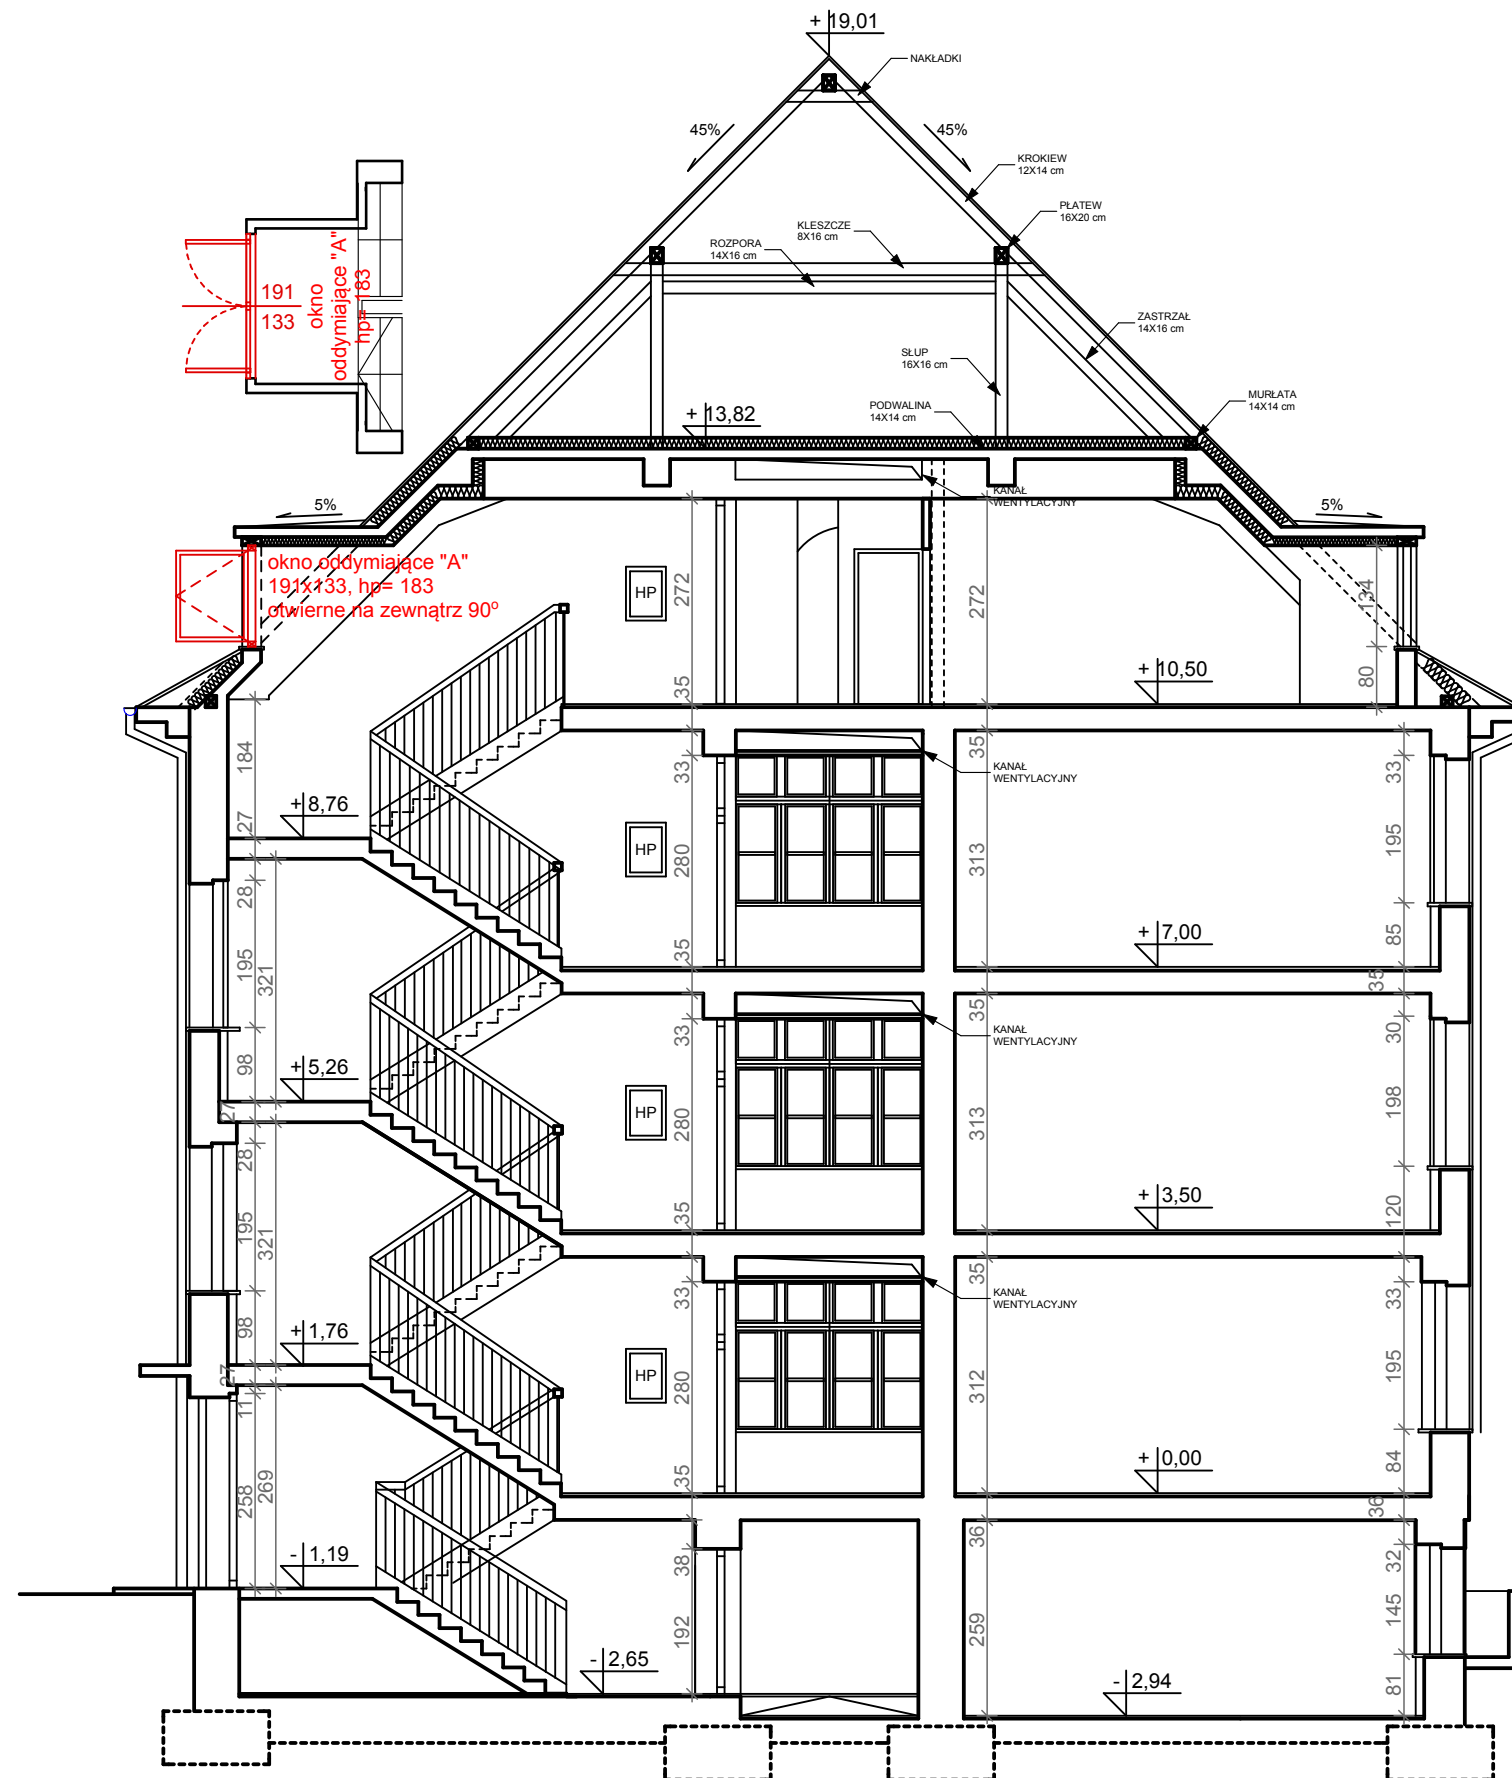 + 19,01
NAKŁADKI
45%
45%
KROKIEW
12X14 cm
PŁATEW
16X20 cm
KLESZCZE
8X16 cm
ROZPORA
14X16 cm
191
133
okno
oddymiające "A"
hp= 183
ZASTRZAŁ
14X16 cm
SŁUP
16X16 cm
MURŁATA
14X14 cm
PODWALINA
14X14 cm
+ 13,82
KANAŁ
WENTYLACYJNY
5%
5%
okno oddymiające "A"
191x133, hp= 183
otwierne na zewnątrz 90º
HP
272
272
134
+ 10,50
80
35
184
35
33
33
KANAŁ
WENTYLACYJNY
+ 8,76
27
HP
280
313
195
28
195
321
+ 7,00
85
35
35
35
33
30
KANAŁ
WENTYLACYJNY
98
+ 5,26
27
HP
280
313
198
28
195
321
+ 3,50
120
35
35
33
33
KANAŁ
WENTYLACYJNY
98
+ 1,76
27
HP
280
312
195
11
+ 0,00
84
35
258
269
36
36
38
32
- 1,19
192
259
145
- 2,65
- 2,94
81